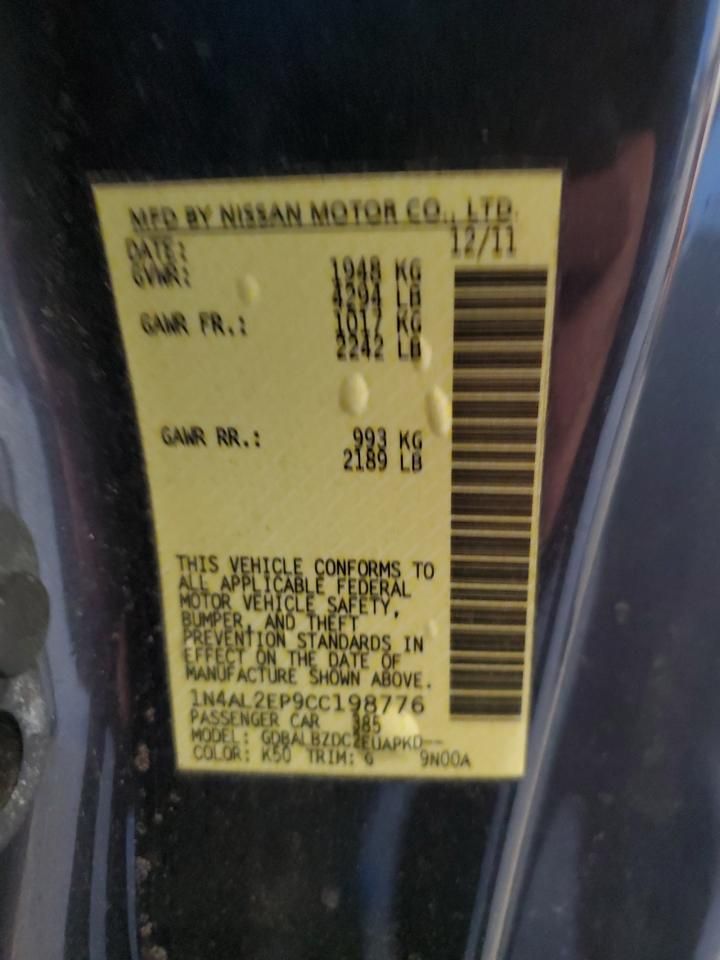 MFD BY NISSAN MOTOR CO., LTD.
DATE: 12/11
GVWR: 1948 KG
4294 LB
GAWR FR.: 1017 KG
2242 LB
GAWR RR.: 993 KG
2189 LB
THIS VEHICLE CONFORMS TO
ALL APPLICABLE FEDERAL
MOTOR VEHICLE SAFETY,
BUMPER, AND THEFT
PREVENTION STANDARDS IN
EFFECT ON THE DATE OF
MANUFACTURE SHOWN ABOVE.
1N4AL2EP9CC198776
PASSENGER CAR 385
MODEL: GDBALBZDC2EUAPKD--
COLOR: K50 TRIM: G 9N00A